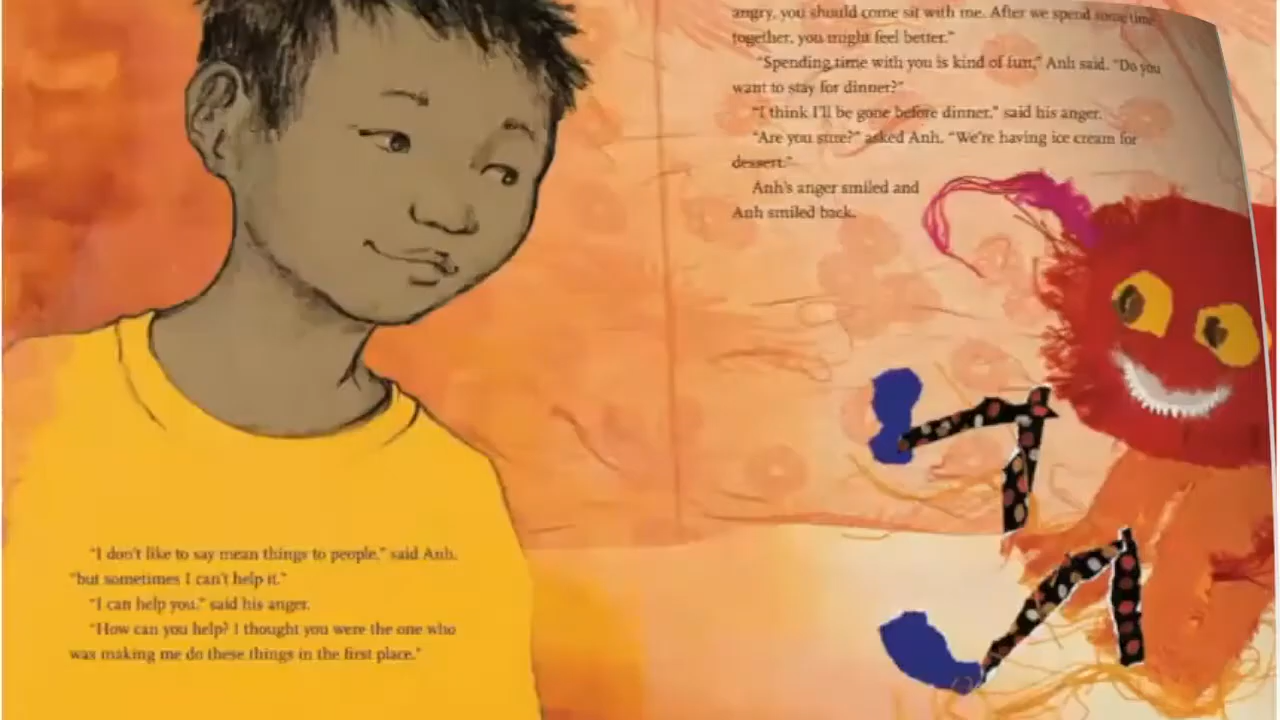 "I don't like to say mean things to people," said Anh,
"but sometimes I can't help it."
"I can help you," said his anger.
"How can you help? I thought you were the one who
was making me do these things in the first place."
angry, you should come sit with me. After we spend some time
together, you might feel better."
"Spending time with you is kind of fun," Anh said. "Do you
want to stay for dinner?"
"I think I'll be gone before dinner," said his anger.
"Are you sure?" asked Anh. "We're having ice cream for
dessert."
Anh's anger smiled and
Anh smiled back.